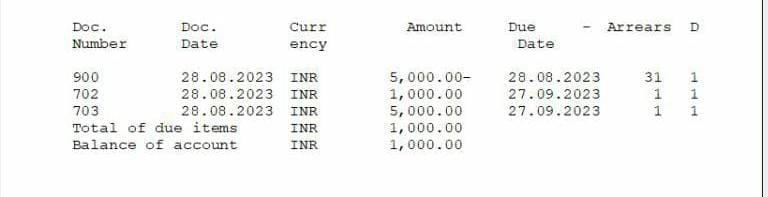 Doc. Doc. Curr Amount Due - Arrears D
Number Date ency Date
900 28.08.2023 INR 5,000.00- 28.08.2023 31 1
702 28.08.2023 INR 1,000.00 27.09.2023 1 1
703 28.08.2023 INR 5,000.00 27.09.2023 1 1
Total of due items INR 1,000.00
Balance of account INR 1,000.00